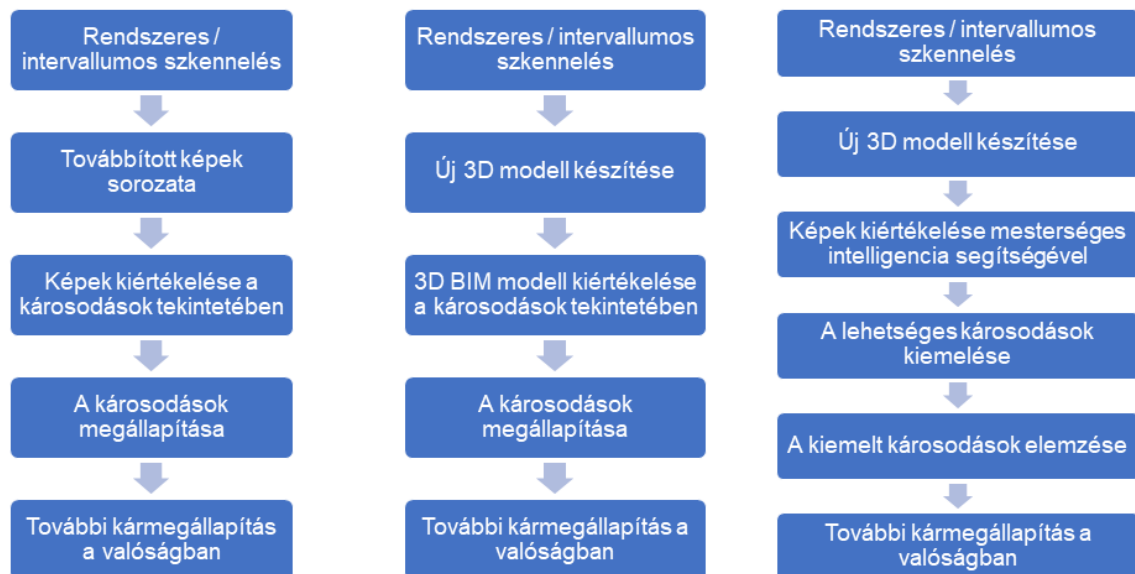 Rendszeres /
intervallumos szkennelés
Továbbított képek
sorozata
Képek kiértékelése a
károsodások tekintetében
A károsodások
megállapítása
További kármegállapítás
a valóságban
Rendszeres / intervallumos
szkennelés
Új 3D modell készítése
3D BIM modell kiértékelése
a károsodások tekintetében
A károsodások
megállapítása
További kármegállapítás a
valóságban
Rendszeres / intervallumos
szkennelés
Új 3D modell készítése
Képek kiértékelése mesterséges
intelligencia segítségével
A lehetséges károsodások
kiemelése
A kiemelt károsodások elemzése
További kármegállapítás a
valóságban